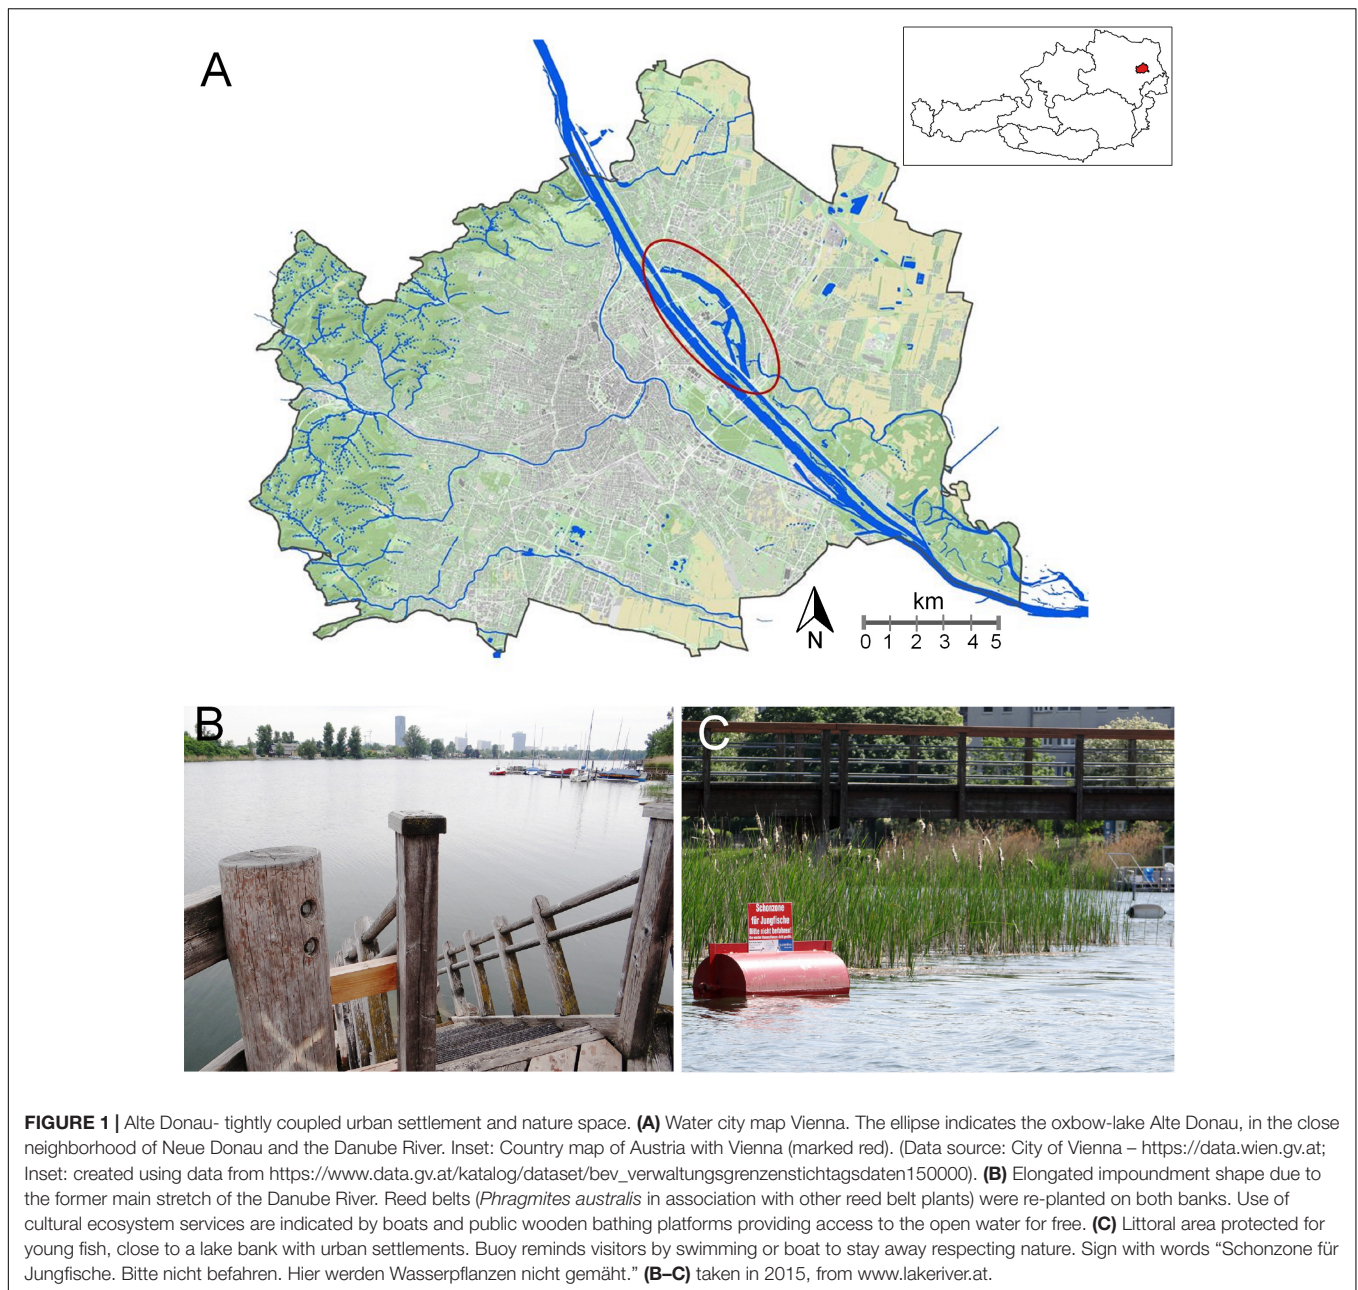 A
km
N
0 1 2 3 4 5
B
C
Schonzone
für Jungfische
Bitte nicht befahren!
FIGURE 1 | Alte Donau- tightly coupled urban settlement and nature space. (A) Water city map Vienna. The ellipse indicates the oxbow-lake Alte Donau, in the close
neighborhood of Neue Donau and the Danube River. Inset: Country map of Austria with Vienna (marked red). (Data source: City of Vienna – https://data.wien.gv.at;
Inset: created using data from https://www.data.gv.at/katalog/dataset/bev_verwaltungsgrenzenstichtagsdaten150000). (B) Elongated impoundment shape due to
the former main stretch of the Danube River. Reed belts (Phragmites australis in association with other reed belt plants) were re-planted on both banks. Use of
cultural ecosystem services are indicated by boats and public wooden bathing platforms providing access to the open water for free. (C) Littoral area protected for
young fish, close to a lake bank with urban settlements. Buoy reminds visitors by swimming or boat to stay away respecting nature. Sign with words “Schonzone für
Jungfische. Bitte nicht befahren. Hier werden Wasserpflanzen nicht gemäht.” (B–C) taken in 2015, from www.lakeriver.at.